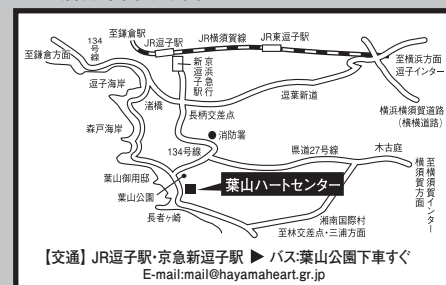 至鎌倉駅
JR逗子駅
JR横須賀線
JR東逗子駅
134号線
至鎌倉方面
京浜急行
新逗子駅
至横浜方面
逗子インター
逗子海岸
渚橋
逗葉新道
横浜横須賀道路
(横横道路)
長柄交差点
森戸海岸
消防署
134号線
県道27号線
木古庭
至横須賀インター
横須賀方面
葉山御用邸
葉山公園
葉山ハートセンター
長者ヶ崎
湘南国際村
至林交差点・三浦方面
【交通】JR逗子駅・京急新逗子駅 ▶ バス:葉山公園下車すぐ
E-mail:mail@hayamaheart.gr.jp